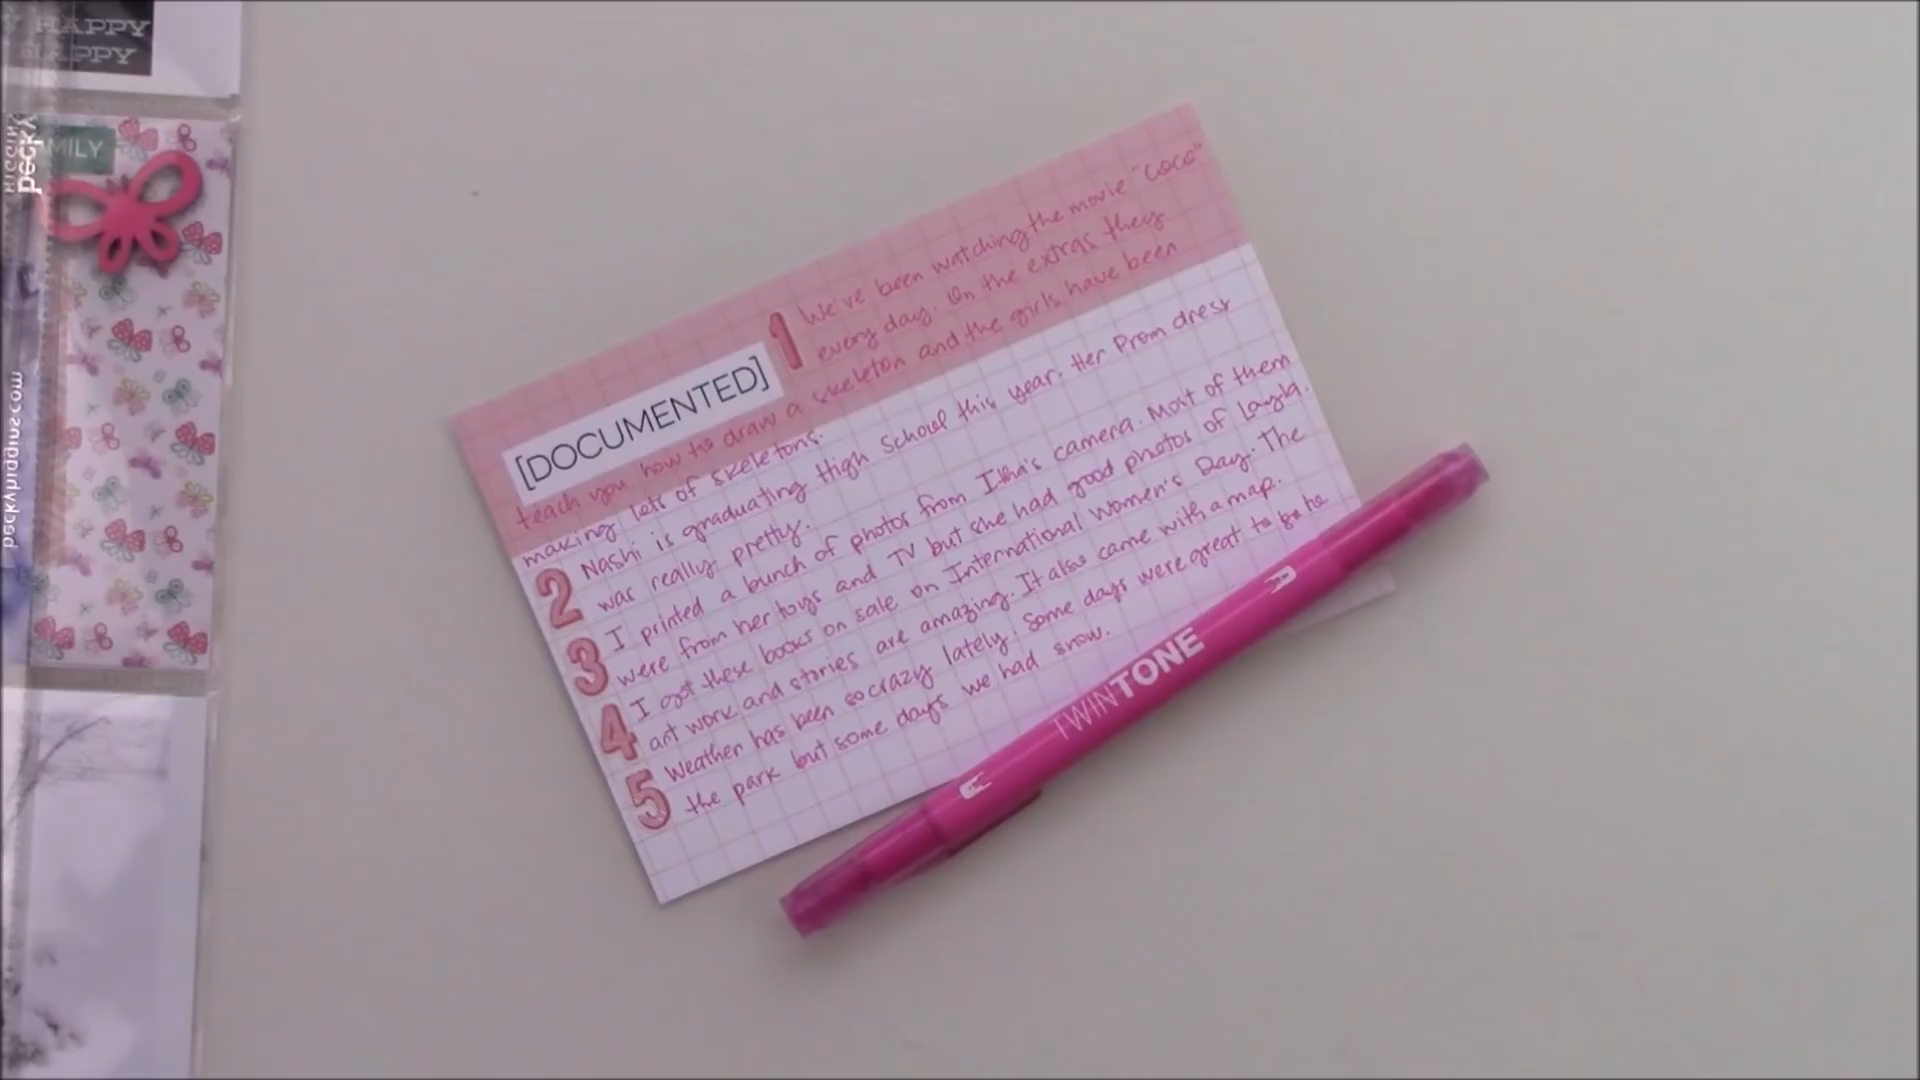 HAPPY
HAPPY
MILY
pecky
peckyhiggins.com
1 We've been watching the movie "COCO"
every day. On the extras they
[DOCUMENTED]
teach you how to draw a skeleton and the girls have been
making lots of skeletons.
2 Nashi is graduating High School this year. Her Prom dress
was really pretty.
3 I printed a bunch of photos from camera. Most of them
were from her toys and TV but she had good photos of Layla.
4 I got these books on sale on International Women's Day. The
art work and stories are amazing. It also came with a map.
5 Weather has been so crazy lately. Some days were great to go to
the park but some days we had snow.
TWINTONE